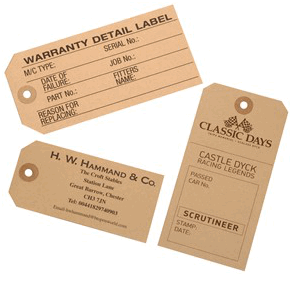 WARRANTY DETAIL LABEL
M/C TYPE:
SERIAL No.:
JOB No.:
DATE OF FAILURE:
FITTERS NAME:
PART No.:
REASON FOR REPLACING:
CLASSIC DAYS
CASTLE DYCK
RACING LEGENDS
PASSED
CAR No.
SCRUTINEER
STAMP:
DATE:
H. W. HAMMAND & CO.
The Croft Stables
Station Lane
Great Barrow, Chester
CH3 7JN
Tel: 00441829740903